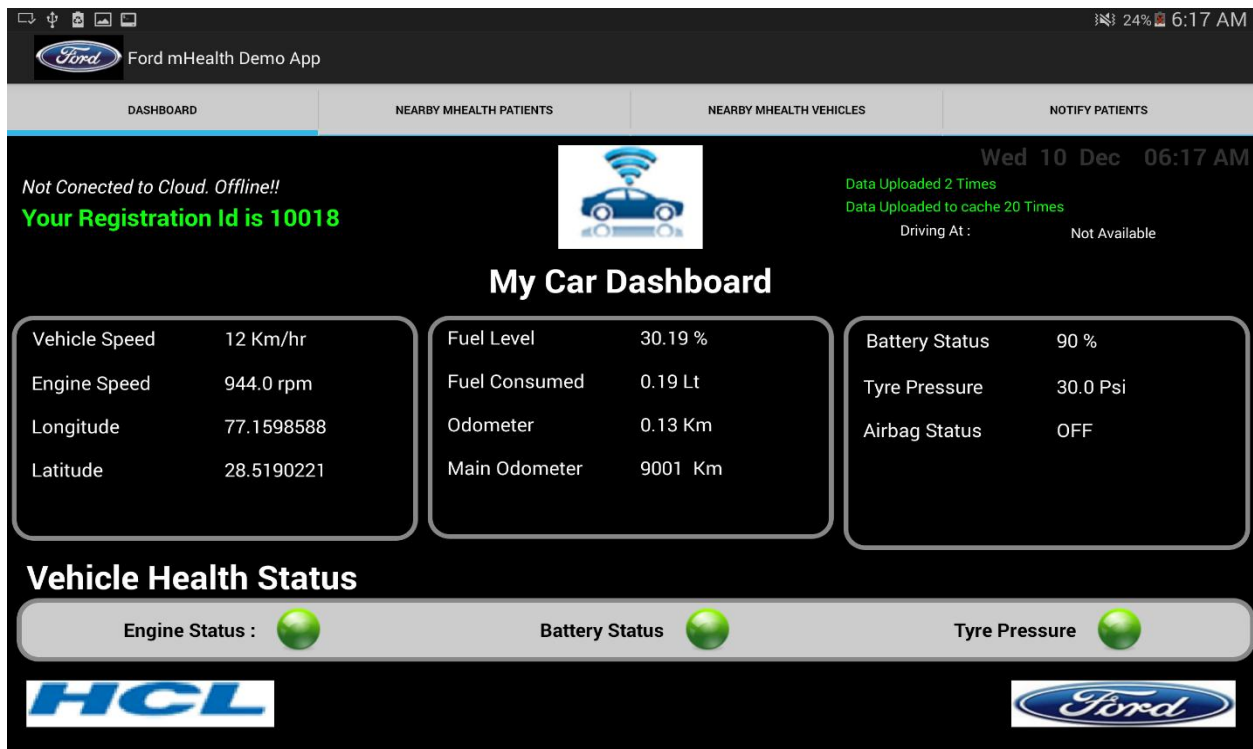 24% 6:17 AM
Ford Ford mHealth Demo App
DASHBOARD NEARBY MHEALTH PATIENTS NEARBY MHEALTH VEHICLES NOTIFY PATIENTS
Wed 10 Dec 06:17 AM
Not Conected to Cloud. Offline!!
Data Uploaded 2 Times
Your Registration Id is 10018
Data Uploaded to cache 20 Times
Driving At : Not Available
My Car Dashboard
Vehicle Speed 12 Km/hr
Engine Speed 944.0 rpm
Longitude 77.1598588
Latitude 28.5190221
Fuel Level 30.19 %
Fuel Consumed 0.19 Lt
Odometer 0.13 Km
Main Odometer 9001 Km
Battery Status 90 %
Tyre Pressure 30.0 Psi
Airbag Status OFF
Vehicle Health Status
Engine Status : Battery Status Tyre Pressure
HCL Ford